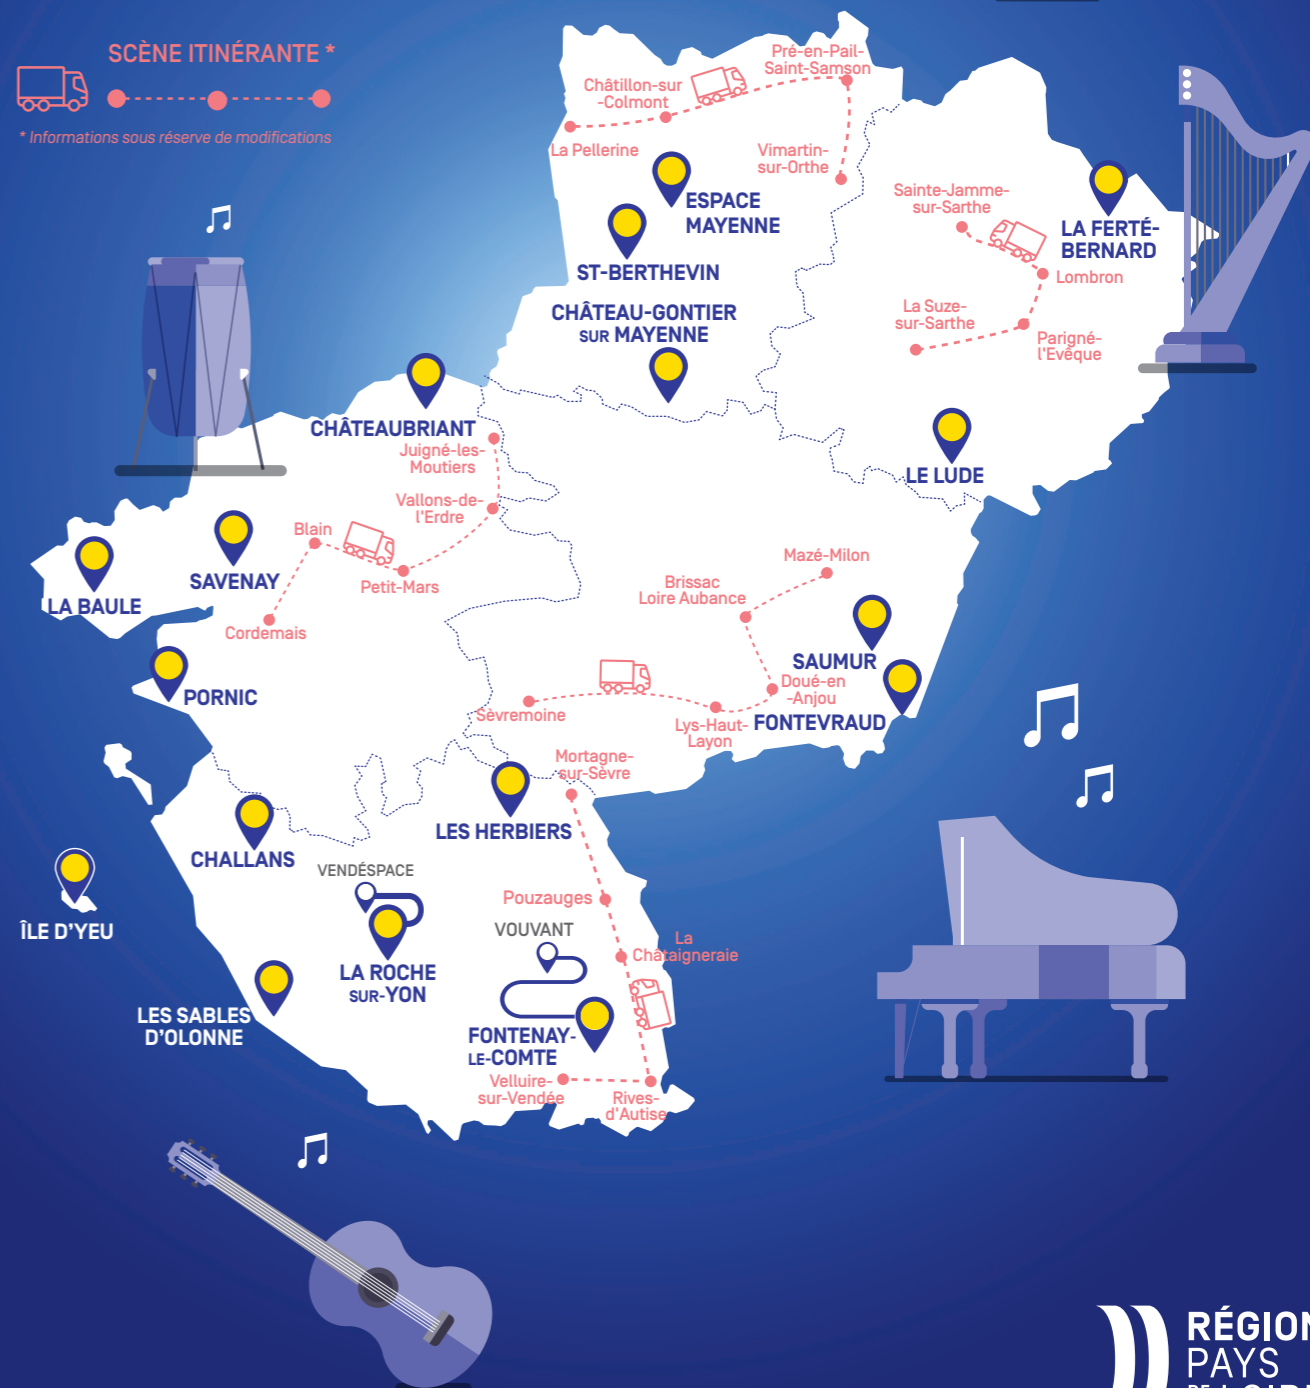 SCÈNE ITINÉRANTE *
* Informations sous réserve de modifications
Pré-en-Pail-
Saint-Samson
Châtillon-sur
-Colmont
La Pellerine
Vimartin-
sur-Orthe
ESPACE
MAYENNE
ST-BERTHEVIN
CHÂTEAU-GONTIER
SUR MAYENNE
Sainte-Jamme-
sur-Sarthe
LA FERTÉ-
BERNARD
Lombron
La Suze-
sur-Sarthe
Parigné-
l'Evêque
LE LUDE
CHÂTEAUBRIANT
Juigné-les-
Moutiers
Vallons-de-
l'Erdre
Blain
Petit-Mars
Cordemais
SAVENAY
LA BAULE
PORNIC
Mazé-Milon
Brissac
Loire Aubance
SAUMUR
Doué-en
-Anjou
FONTEVRAUD
Lys-Haut-
Layon
Sèvremoine
Mortagne-
sur-Sèvre
LES HERBIERS
CHALLANS
VENDÉSPACE
LA ROCHE
SUR-YON
ÎLE D'YEU
LES SABLES
D'OLONNE
Pouzauges
VOUVANT
La
Châtaigneraie
FONTENAY-
LE-COMTE
Velluire-
sur-Vendée
Rives-
d'Autise
RÉGION
PAYS